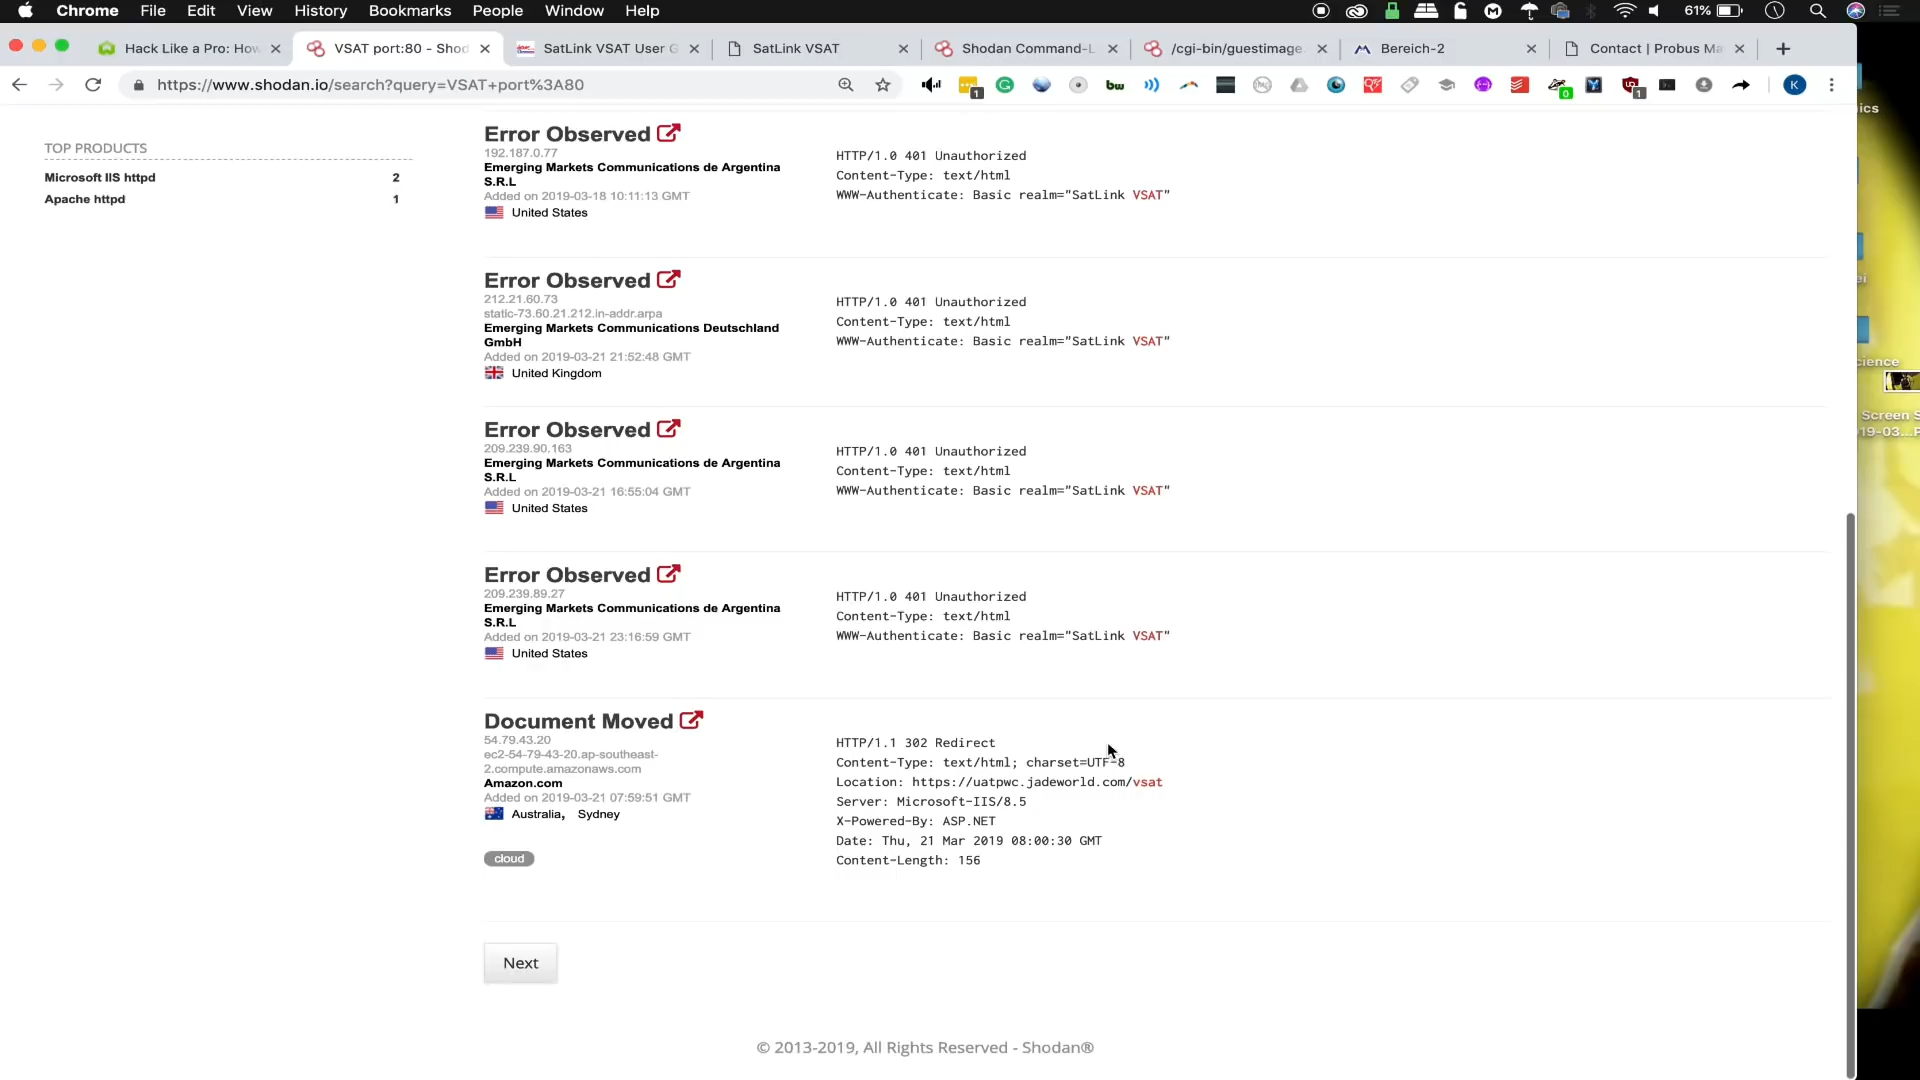 Chrome File Edit View History Bookmarks People Window Help 61%
Hack Like a Pro: How
VSAT port:80 - Shod
SatLink VSAT User G
SatLink VSAT
Shodan Command-L
/cgi-bin/guestimage.
Bereich-2
Contact | Probus Ma
https://www.shodan.io/search?query=VSAT+port%3A80
TOP PRODUCTS
Microsoft IIS httpd 2
Apache httpd 1
Error Observed
192.187.0.77
Emerging Markets Communications de Argentina
S.R.L
Added on 2019-03-18 10:11:13 GMT
United States
HTTP/1.0 401 Unauthorized
Content-Type: text/html
WWW-Authenticate: Basic realm="SatLink VSAT"
Error Observed
212.21.60.73
static-73.60.21.212.in-addr.arpa
Emerging Markets Communications Deutschland
GmbH
Added on 2019-03-21 21:52:48 GMT
United Kingdom
HTTP/1.0 401 Unauthorized
Content-Type: text/html
WWW-Authenticate: Basic realm="SatLink VSAT"
Error Observed
209.239.90.163
Emerging Markets Communications de Argentina
S.R.L
Added on 2019-03-21 16:55:04 GMT
United States
HTTP/1.0 401 Unauthorized
Content-Type: text/html
WWW-Authenticate: Basic realm="SatLink VSAT"
Error Observed
209.239.89.27
Emerging Markets Communications de Argentina
S.R.L
Added on 2019-03-21 23:16:59 GMT
United States
HTTP/1.0 401 Unauthorized
Content-Type: text/html
WWW-Authenticate: Basic realm="SatLink VSAT"
Document Moved
54.79.43.20
ec2-54-79-43-20.ap-southeast-
2.compute.amazonaws.com
Amazon.com
Added on 2019-03-21 07:59:51 GMT
Australia, Sydney
cloud
HTTP/1.1 302 Redirect
Content-Type: text/html; charset=UTF-8
Location: https://uatpwc.jadeworld.com/vsat
Server: Microsoft-IIS/8.5
X-Powered-By: ASP.NET
Date: Thu, 21 Mar 2019 08:00:30 GMT
Content-Length: 156
Next
© 2013-2019, All Rights Reserved - Shodan®
ics
ience
Screen S
19-03...P